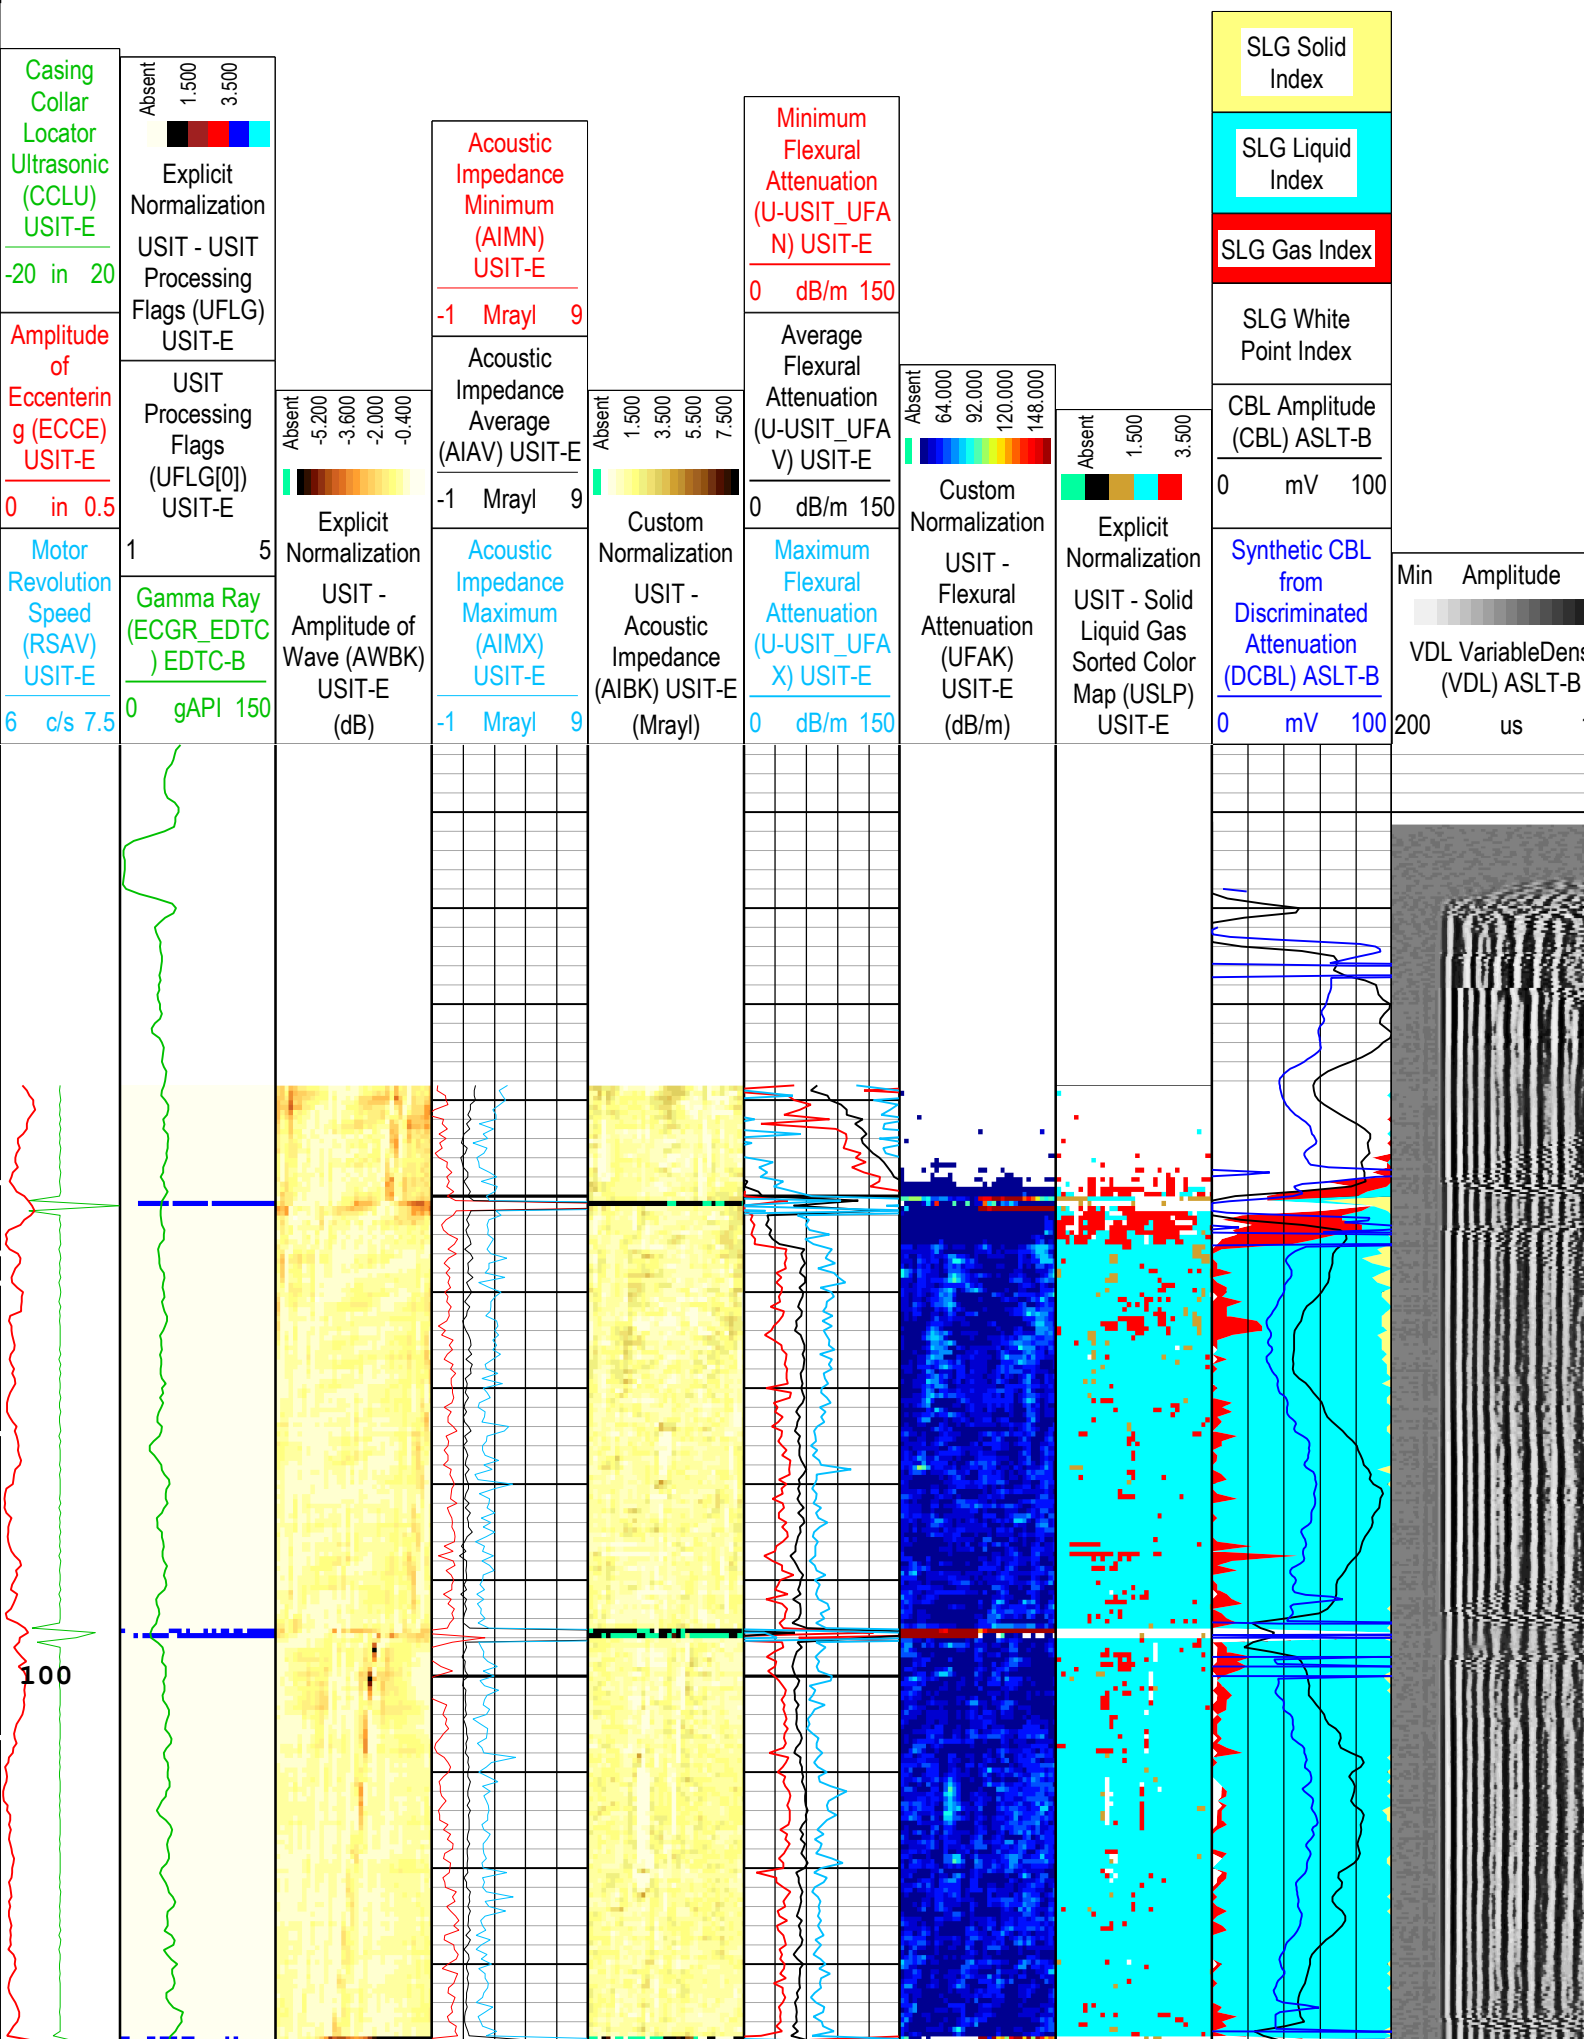 Casing
Collar
Locator
Ultrasonic
(CCLU)
USIT-E
-20 in 20
Amplitude
of
Eccenterin
g (ECCE)
USIT-E
0 in 0.5
Motor
Revolution
Speed
(RSAV)
USIT-E
6 c/s 7.5
Absent 1.500 3.500
Explicit
Normalization
USIT - USIT
Processing
Flags (UFLG)
USIT-E
USIT
Processing
Flags
(UFLG[0])
USIT-E
1 5
Gamma Ray
(ECGR_EDTC
) EDTC-B
0 gAPI 150
Absent -5.200 -3.600 -2.000 -0.400
Explicit
Normalization
USIT -
Amplitude of
Wave (AWBK)
USIT-E
(dB)
Acoustic
Impedance
Minimum
(AIMN)
USIT-E
-1 Mrayl 9
Acoustic
Impedance
Average
(AIAV) USIT-E
-1 Mrayl 9
Acoustic
Impedance
Maximum
(AIMX)
USIT-E
-1 Mrayl 9
Absent 1.500 3.500 5.500 7.500
Custom
Normalization
USIT -
Acoustic
Impedance
(AIBK) USIT-E
(Mrayl)
Minimum
Flexural
Attenuation
(U-USIT_UFA
N) USIT-E
0 dB/m 150
Average
Flexural
Attenuation
(U-USIT_UFA
V) USIT-E
0 dB/m 150
Maximum
Flexural
Attenuation
(U-USIT_UFA
X) USIT-E
0 dB/m 150
Absent 64.000 92.000 120.000 148.000
Custom
Normalization
USIT -
Flexural
Attenuation
(UFAK)
USIT-E
(dB/m)
Absent 1.500 3.500
Explicit
Normalization
USIT - Solid
Liquid Gas
Sorted Color
Map (USLP)
USIT-E
SLG Solid
Index
SLG Liquid
Index
SLG Gas Index
SLG White
Point Index
CBL Amplitude
(CBL) ASLT-B
0 mV 100
Synthetic CBL
from
Discriminated
Attenuation
(DCBL) ASLT-B
0 mV 100
Min Amplitude
VDL VariableDens
(VDL) ASLT-B
200 us 1
100